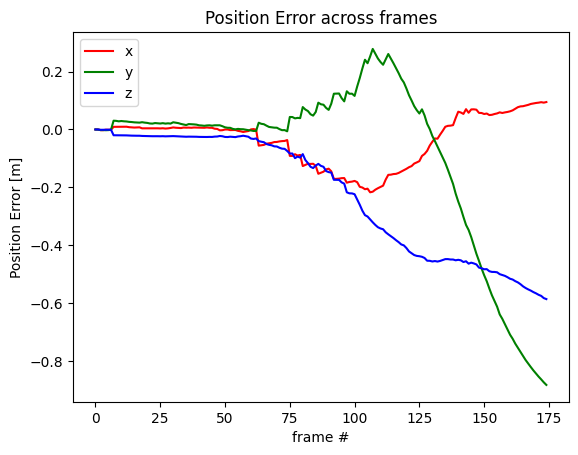 Position Error across frames
x
y
z
Position Error [m]
0.2
0.0
−0.2
−0.4
−0.6
−0.8
0 25 50 75 100 125 150 175
frame #